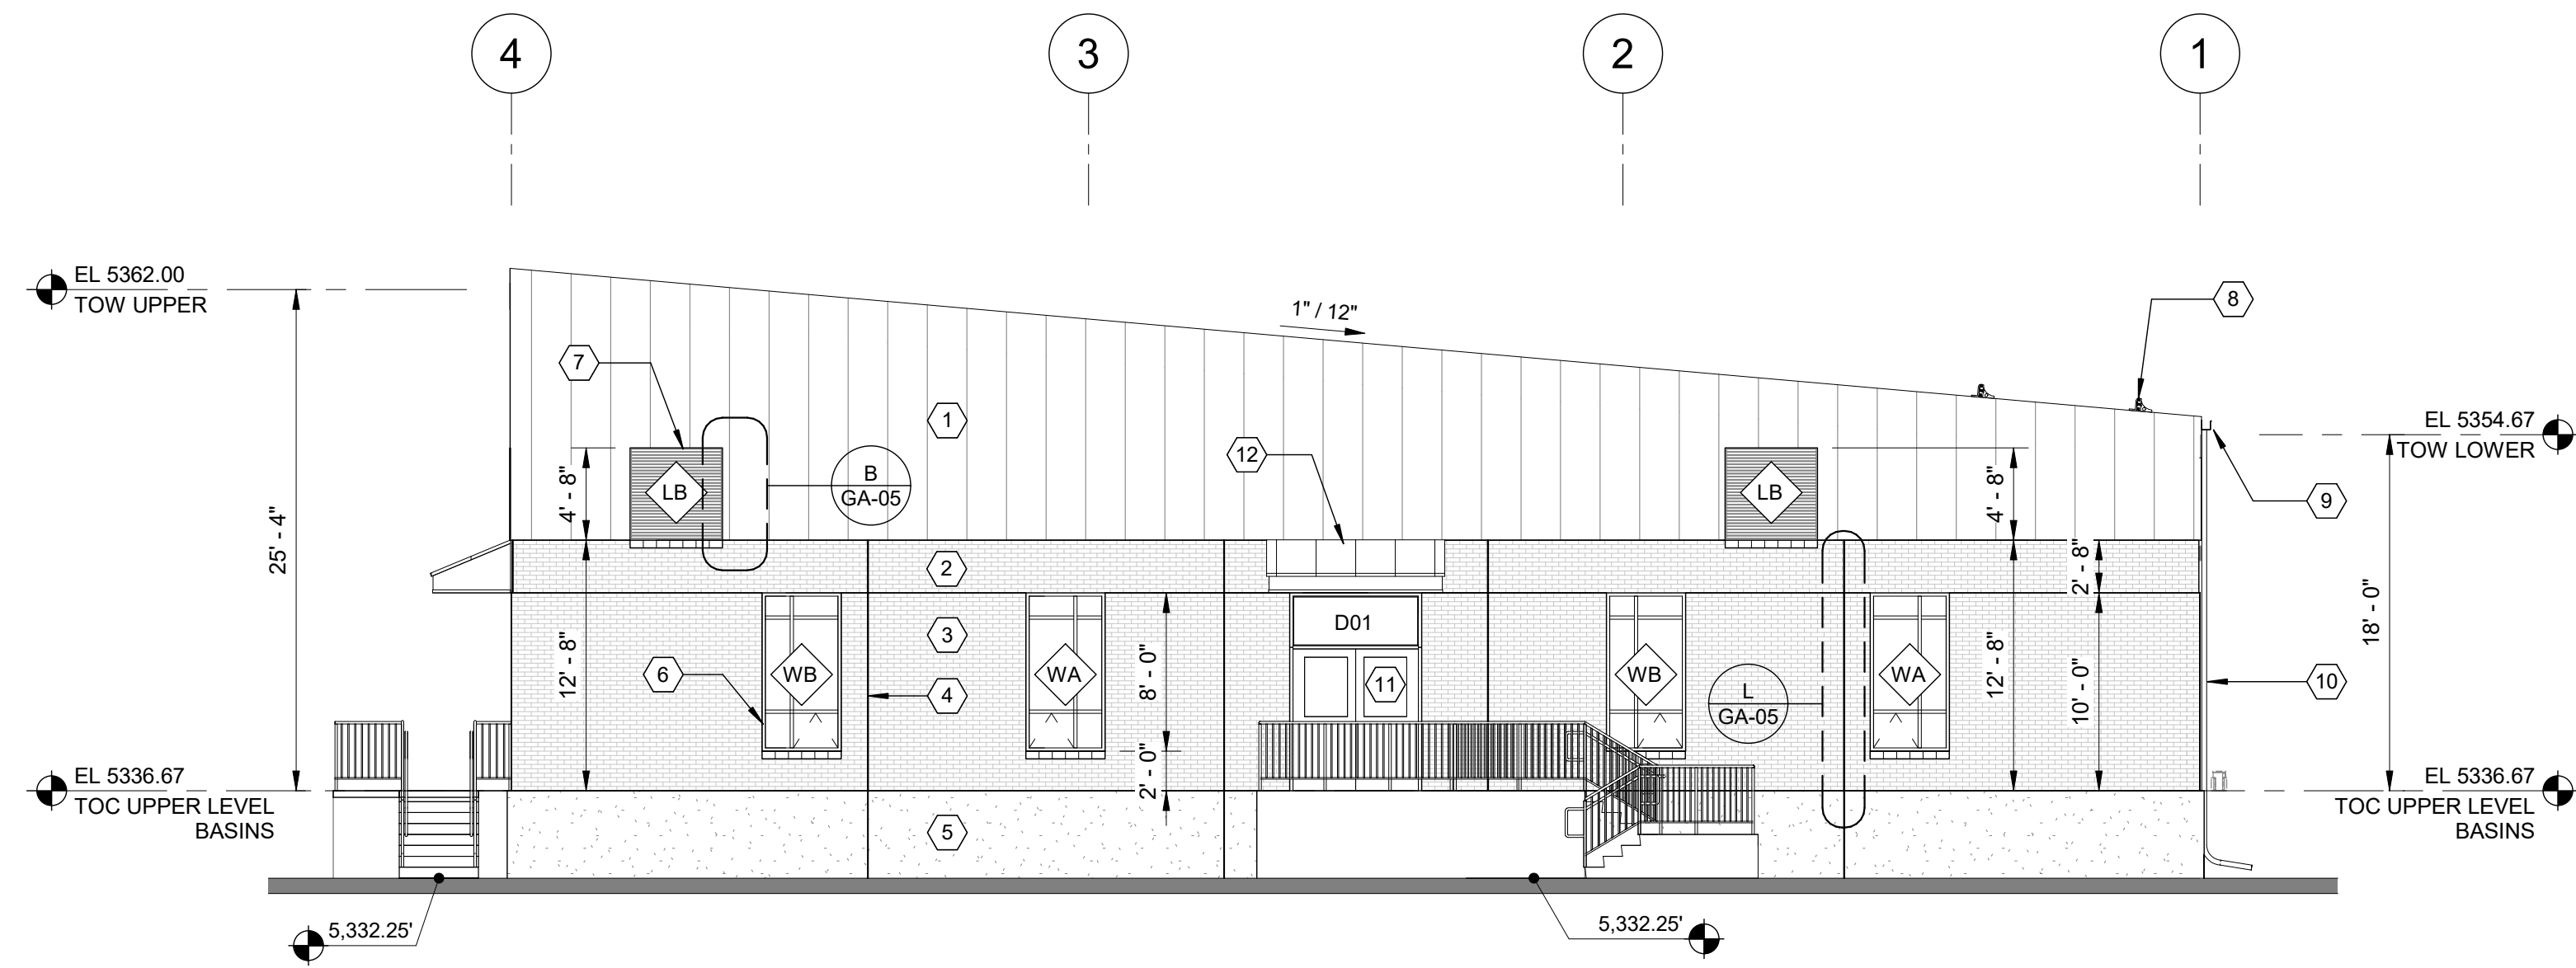 4
3
2
1
EL 5362.00
TOW UPPER
1" / 12"
8
7
1
EL 5354.67
TOW LOWER
4' - 8"
LB
B
GA-05
12
LB
4' - 8"
9
25' - 4"
2
2' - 8"
18' - 0"
12' - 8"
3
D01
6
WB
4
WA
8' - 0"
11
WB
L
GA-05
WA
12' - 8"
10' - 0"
10
EL 5336.67
TOC UPPER LEVEL
BASINS
2' - 0"
5
EL 5336.67
TOC UPPER LEVEL
BASINS
5,332.25'
5,332.25'